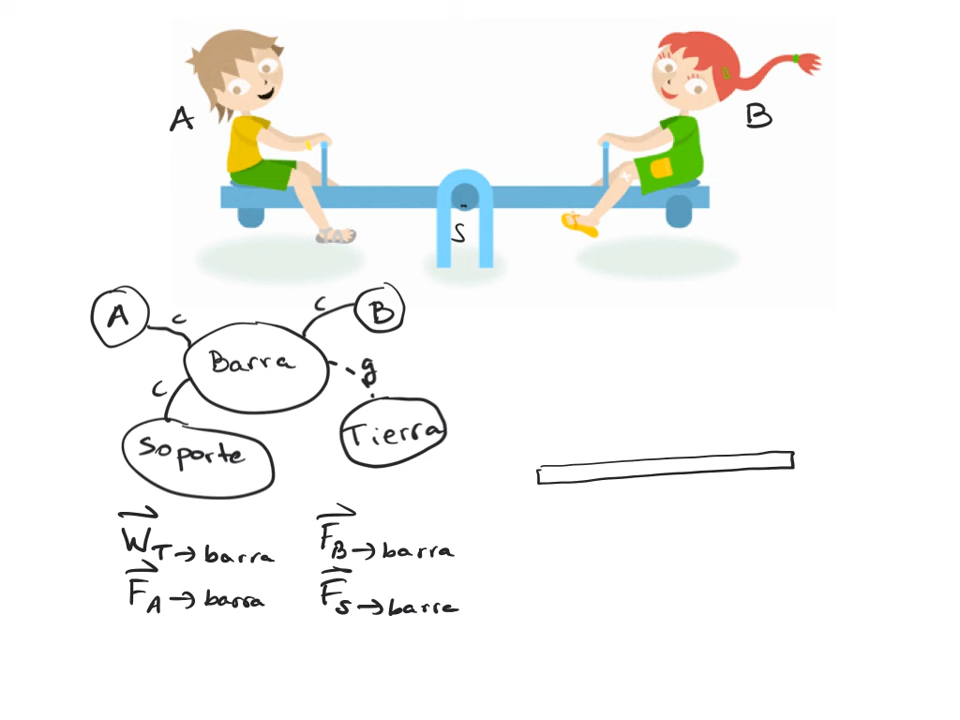 A
B
S
A
c
c
B
Barra
g
c
Tierra
Soporte
W⃗ T→barra
F⃗ B→barra
F⃗ A→barra
F⃗ S→barre